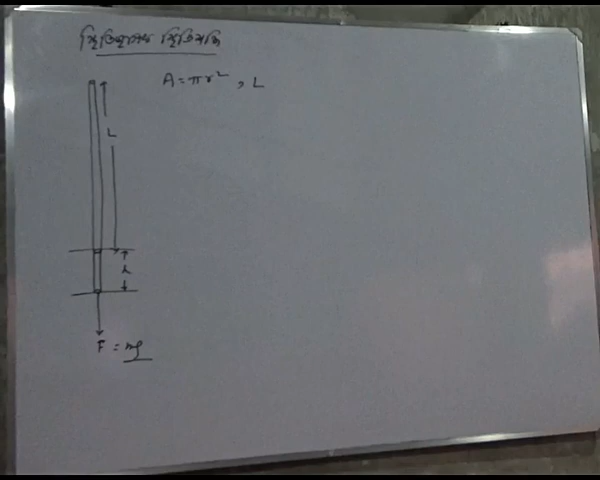 স্থিতিস্থাপক স্থিতিশক্তি
A = πr² , L
L
F = mg